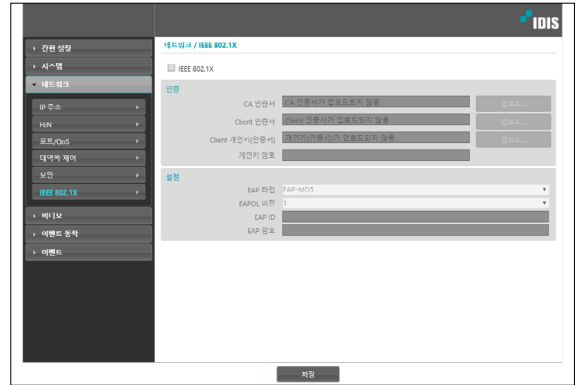 IDIS
간편 설정
시스템
네트워크
IP 주소
FEN
포트/QoS
대역폭 제어
보안
IEEE 802.1X
비디오
이벤트 동작
이벤트
네트워크 / IEEE 802.1X
IEEE 802.1X
인증
CA 인증서 CA 인증서가 업로드되지 않음 업로드...
Client 인증서 Client 인증서가 업로드되지 않음 업로드...
Client 개인키(인증서) 개인키(인증서)가 업로드되지 않음 업로드...
개인키 암호
설정
EAP 타입 EAP-MD5
EAPOL 버전 1
EAP ID
EAP 암호
저장